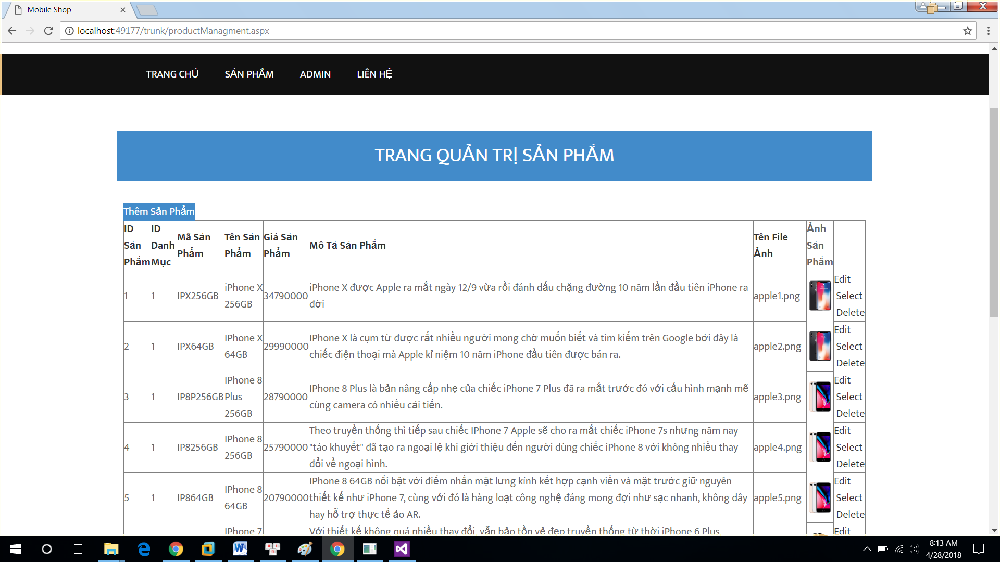 Mobile Shop
localhost:49177/trunk/productManagment.aspx
TRANG CHỦ SẢN PHẨM ADMIN LIÊN HỆ
TRANG QUẢN TRỊ SẢN PHẨM
Thêm Sản Phẩm
ID Sản Phẩm ID Danh Mục Mã Sản Phẩm Tên Sản Phẩm Giá Sản Phẩm Mô Tả Sản Phẩm Tên File Ảnh Ảnh Sản Phẩm
1 1 IPX256GB iPhone X 256GB 34790000 iPhone X được Apple ra mắt ngày 12/9 vừa rồi đánh dấu chặng đường 10 năm lần đầu tiên iPhone ra
đời apple1.png Edit Select Delete
2 1 IPX64GB IPhone X 64GB 29990000 IPhone X là cụm từ được rất nhiều người mong chờ muốn biết và tìm kiếm trên Google bởi đây là
chiếc điện thoại mà Apple kỉ niệm 10 năm iPhone đầu tiên được bán ra. apple2.png Edit Select Delete
3 1 IP8P256GB IPhone 8 Plus 256GB 28790000 IPhone 8 Plus là bản nâng cấp nhẹ của chiếc iPhone 7 Plus đã ra mắt trước đó với cấu hình mạnh mẽ
cùng camera có nhiều cải tiến. apple3.png Edit Select Delete
4 1 IP8256GB IPhone 8 256GB 25790000 Theo truyền thống thì tiếp sau chiếc IPhone 7 Apple sẽ cho ra mắt chiếc iPhone 7s nhưng năm nay
"táo khuyết" đã tạo ra ngoại lệ khi giới thiệu đến người dùng chiếc iPhone 8 với không nhiều thay
đổi về ngoại hình. apple4.png Edit Select Delete
5 1 IP864GB IPhone 8 64GB 20790000 IPhone 8 64GB nổi bật với điểm nhấn mặt lưng kính kết hợp cạnh viền và mặt trước giữ nguyên
thiết kế như iPhone 7, cùng với đó là hàng loạt công nghệ đáng mong đợi như sạc nhanh, không dây
hay hỗ trợ thực tế ảo AR. apple5.png Edit Select Delete
IPhone 7 Với thiết kế không quá nhiều thay đổi, vẫn bảo tồn vẻ đẹp truyền thống từ thời iPhone 6 Plus, Edit
8:13 AM
4/28/2018